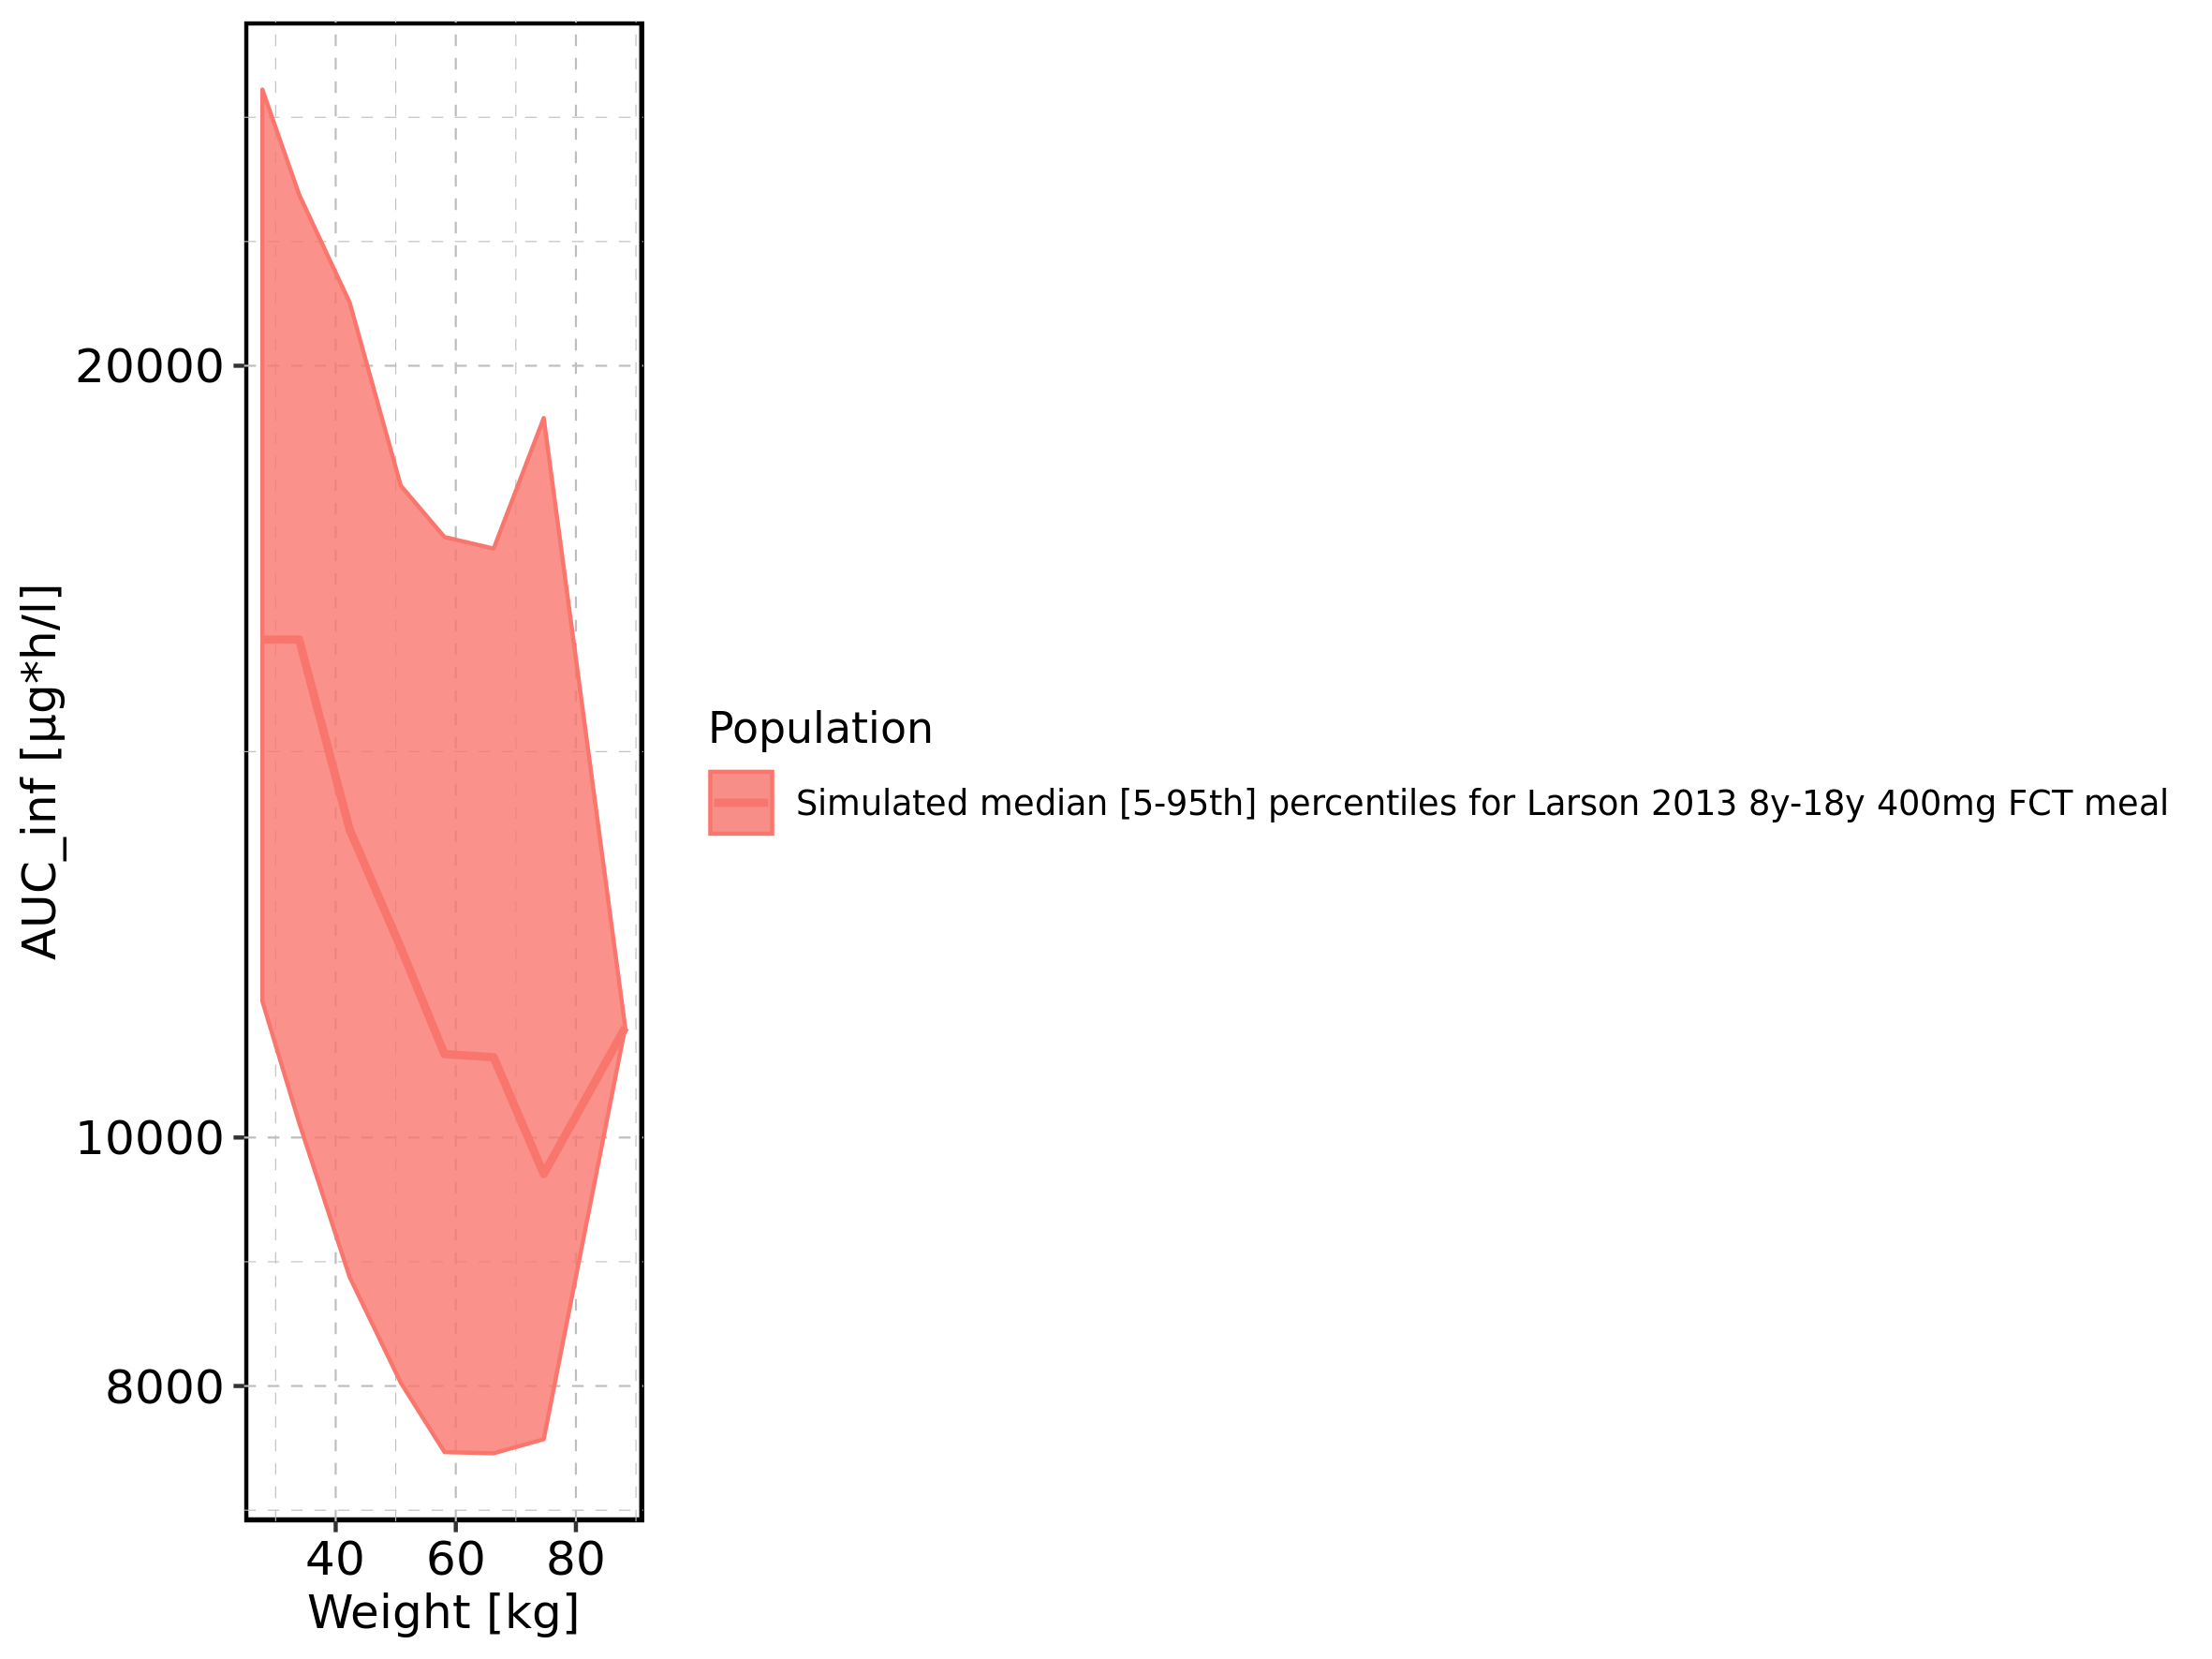 AUC_inf [µg*h/l]
20000
10000
8000
40 60 80
Weight [kg]
Population
Simulated median [5-95th] percentiles for Larson 2013 8y-18y 400mg FCT meal